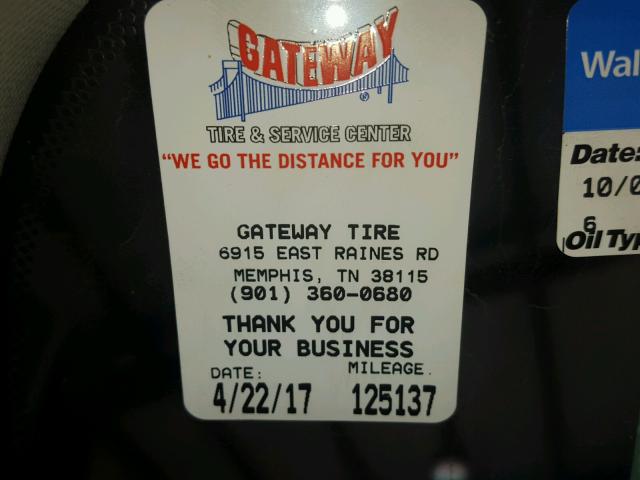 GATEWAY
®
TIRE & SERVICE CENTER
"WE GO THE DISTANCE FOR YOU"
GATEWAY TIRE
6915 EAST RAINES RD
MEMPHIS, TN 38115
(901) 360-0680
THANK YOU FOR
YOUR BUSINESS
DATE: MILEAGE.
4/22/17 125137
Wal
Date:
10/0
6
Oil Typ